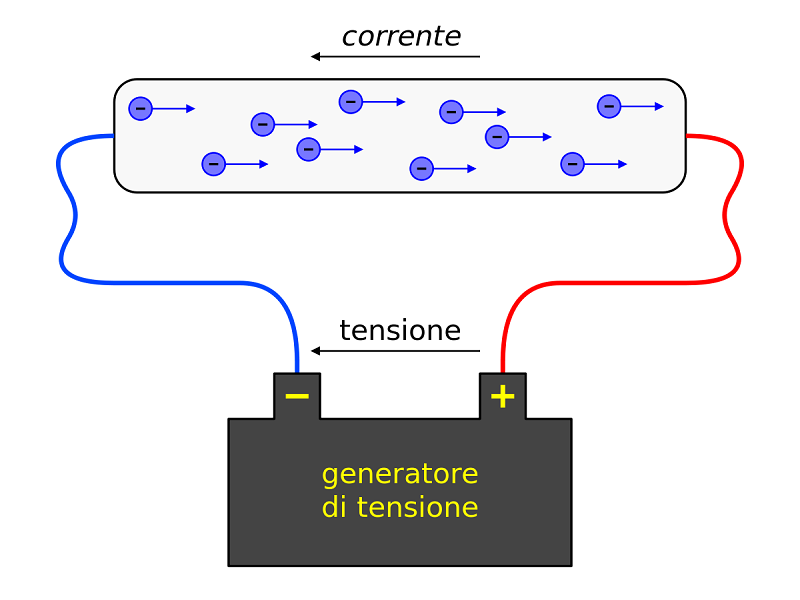 corrente
− − − − − − − − − −
tensione
− +
generatore
di tensione